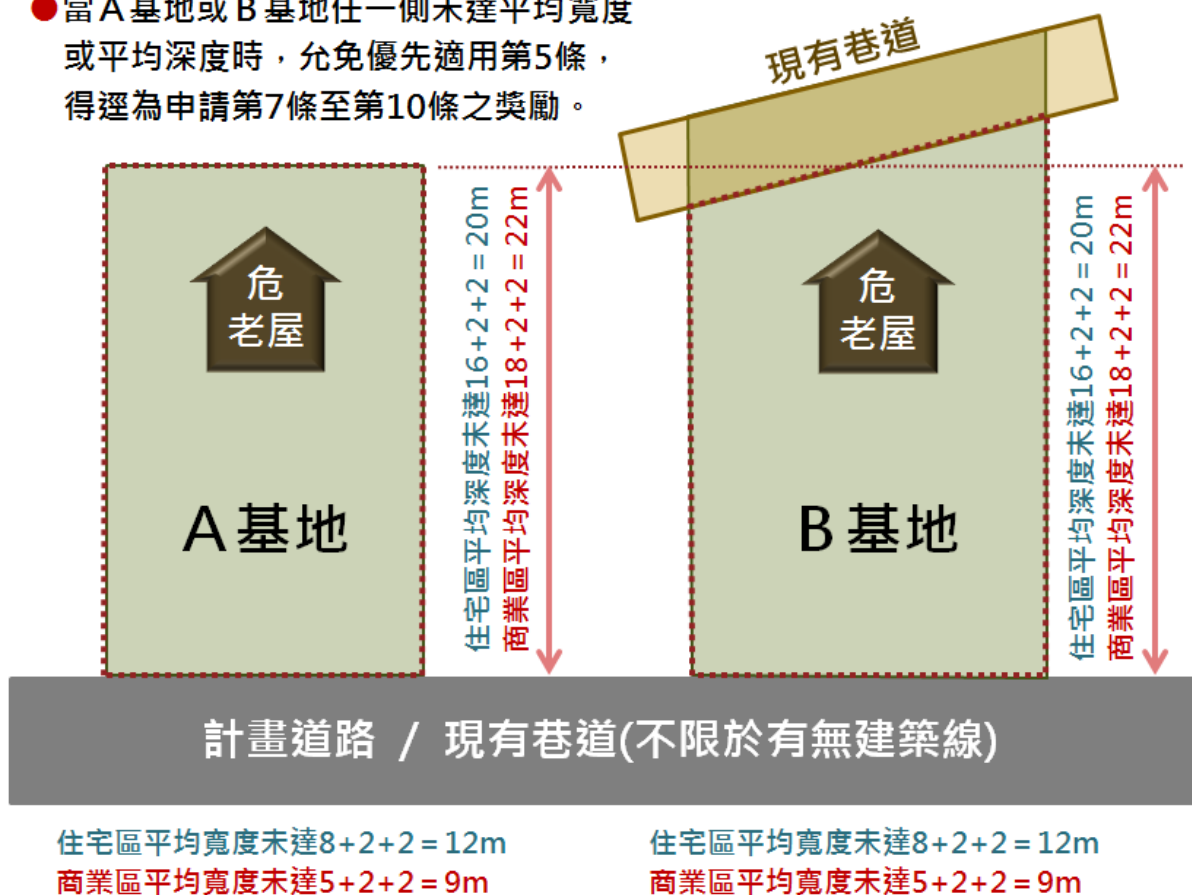 ●當A基地或B基地任一側未達平均寬度
或平均深度時，允免優先適用第5條，
得逕為申請第7條至第10條之獎勵。
現有巷道
危
老屋
A基地
住宅區平均深度未達16+2+2=20m
商業區平均深度未達18+2+2=22m
危
老屋
B基地
住宅區平均深度未達16+2+2=20m
商業區平均深度未達18+2+2=22m
計畫道路 / 現有巷道(不限於有無建築線)
住宅區平均寬度未達8+2+2=12m
商業區平均寬度未達5+2+2=9m
住宅區平均寬度未達8+2+2=12m
商業區平均寬度未達5+2+2=9m